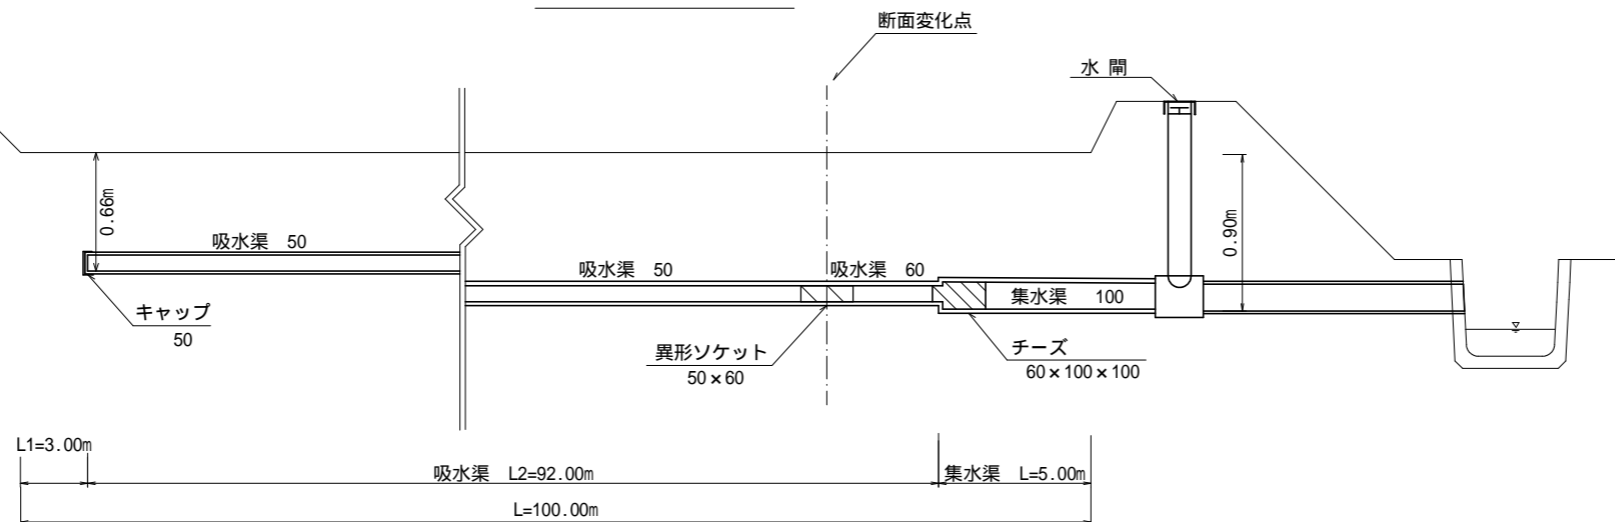 断面変化点
水 閘
0.66m
0.90m
吸水渠 50
吸水渠 50
吸水渠 60
集水渠 100
キャップ
50
異形ソケット
50×60
チーズ
60×100×100
L1=3.00m
吸水渠 L2=92.00m
集水渠 L=5.00m
L=100.00m